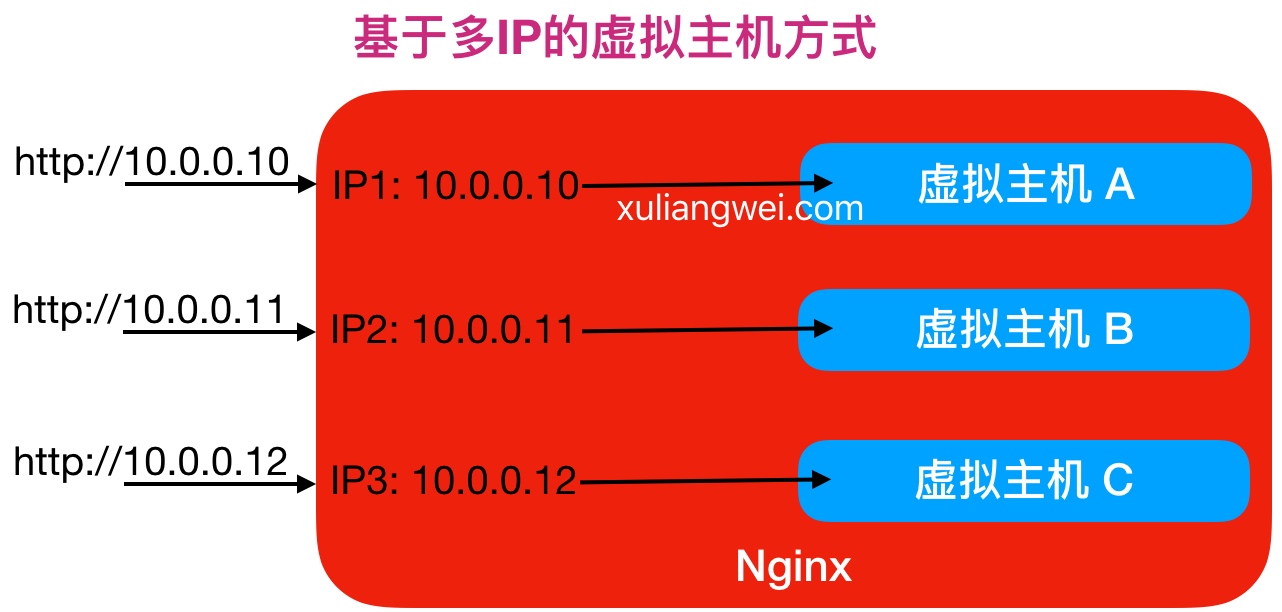 基于多IP的虚拟主机方式
http://10.0.0.10
IP1: 10.0.0.10
虚拟主机 A
xuliangwei.com
http://10.0.0.11
IP2: 10.0.0.11
虚拟主机 B
http://10.0.0.12
IP3: 10.0.0.12
虚拟主机 C
Nginx